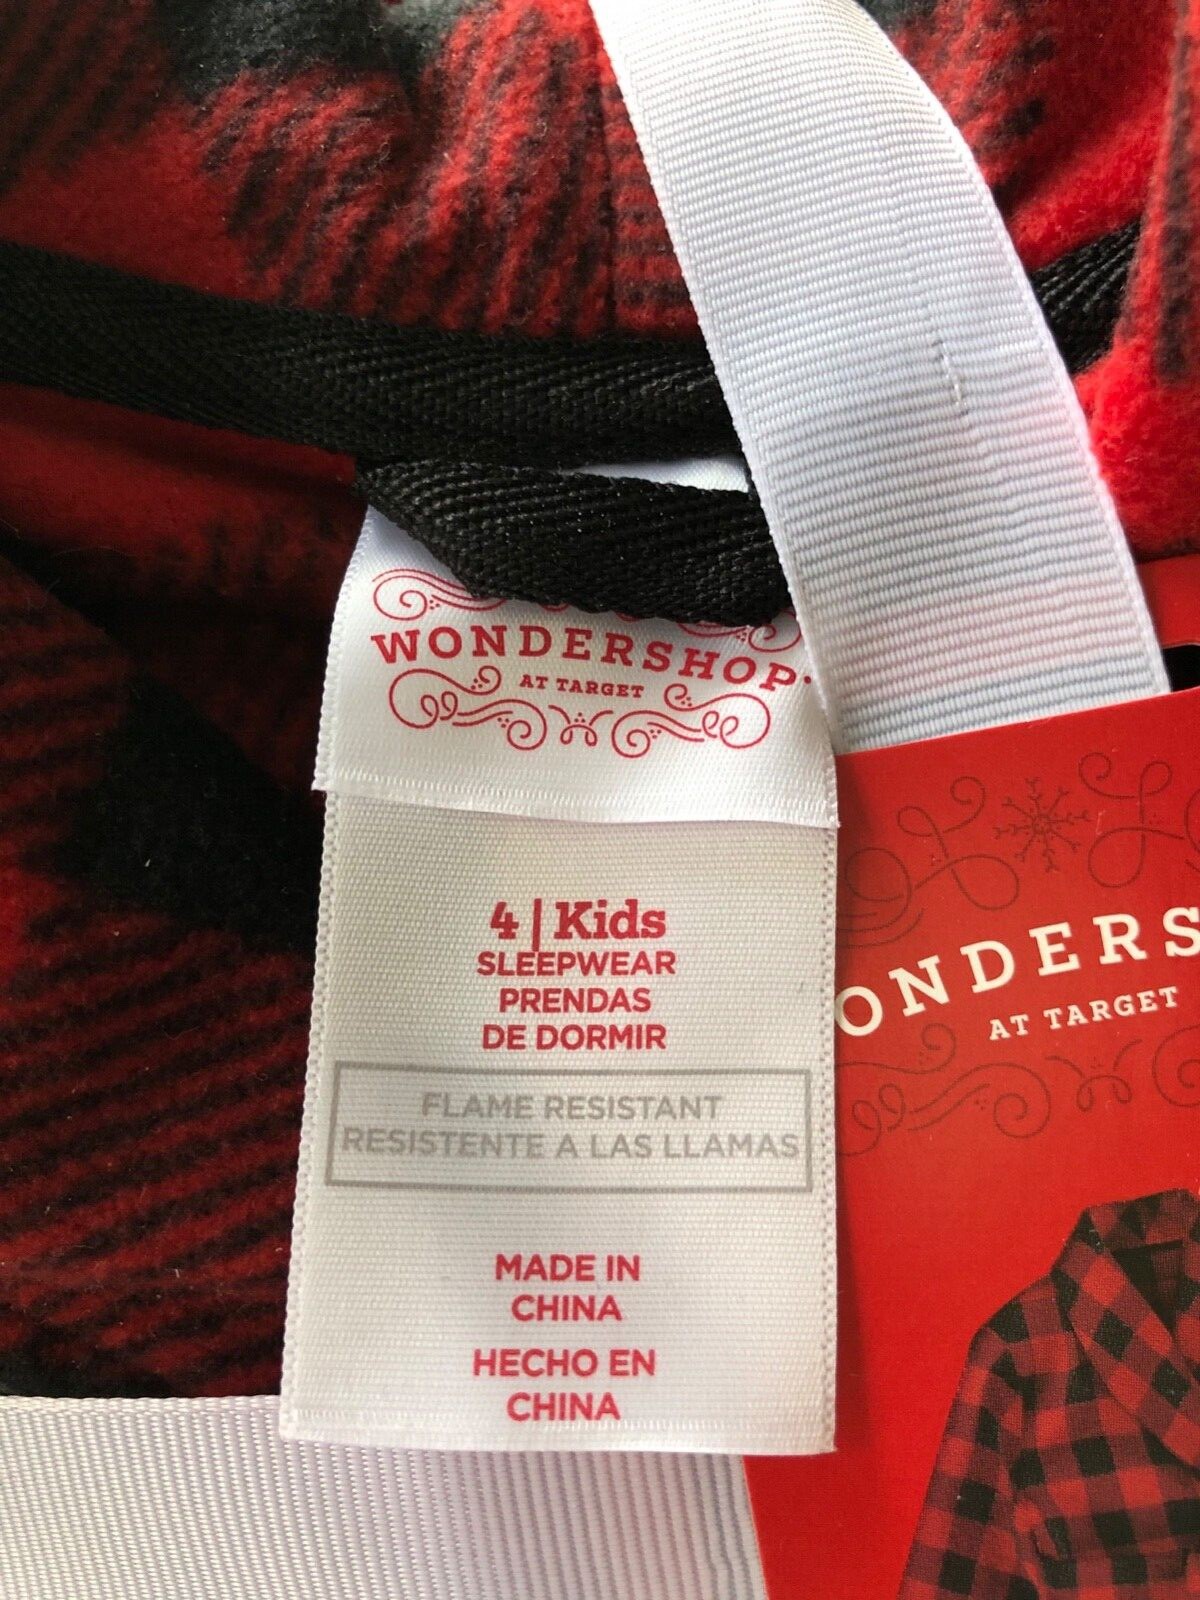 WONDERSHOP
AT TARGET
4 | Kids
SLEEPWEAR
PRENDAS
DE DORMIR
FLAME RESISTANT
RESISTENTE A LAS LLAMAS
MADE IN
CHINA
HECHO EN
CHINA
ONDERS
AT TARGET